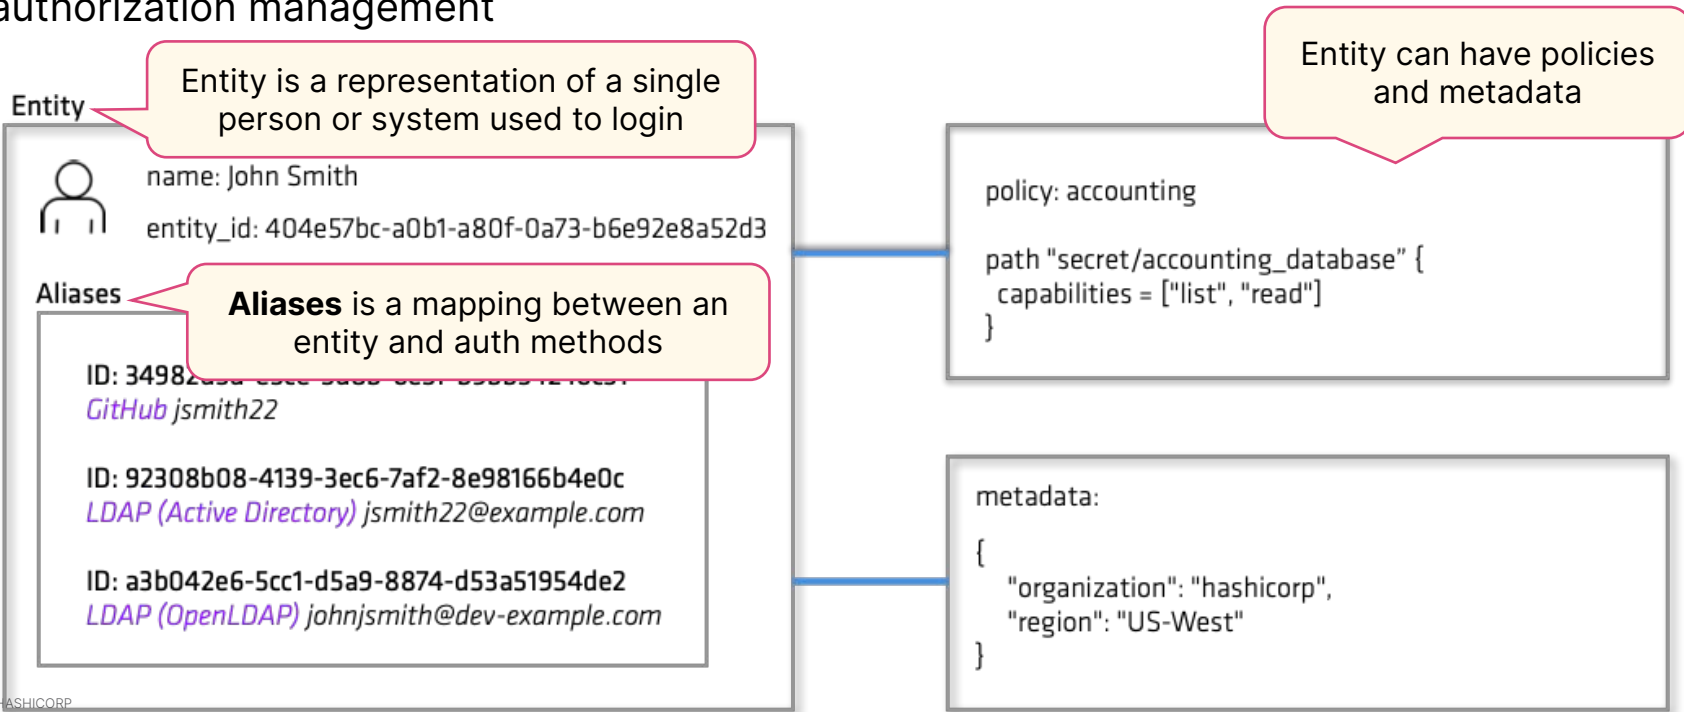 authorization management
Entity is a representation of a single
person or system used to login
Entity can have policies
and metadata
Entity
name: John Smith
entity_id: 404e57bc-a0b1-a80f-0a73-b6e92e8a52d3
Aliases
Aliases is a mapping between an
entity and auth methods
ID:
GitHub jsmith22
ID: 92308b08-4139-3ec6-7af2-8e98166b4e0c
LDAP (Active Directory) jsmith22@example.com
ID: a3b042e6-5cc1-d5a9-8874-d53a51954de2
LDAP (OpenLDAP) johnjsmith@dev-example.com
policy: accounting
path "secret/accounting_database" {
capabilities = ["list", "read"]
}
metadata:
{
"organization": "hashicorp",
"region": "US-West"
}
HASHICORP